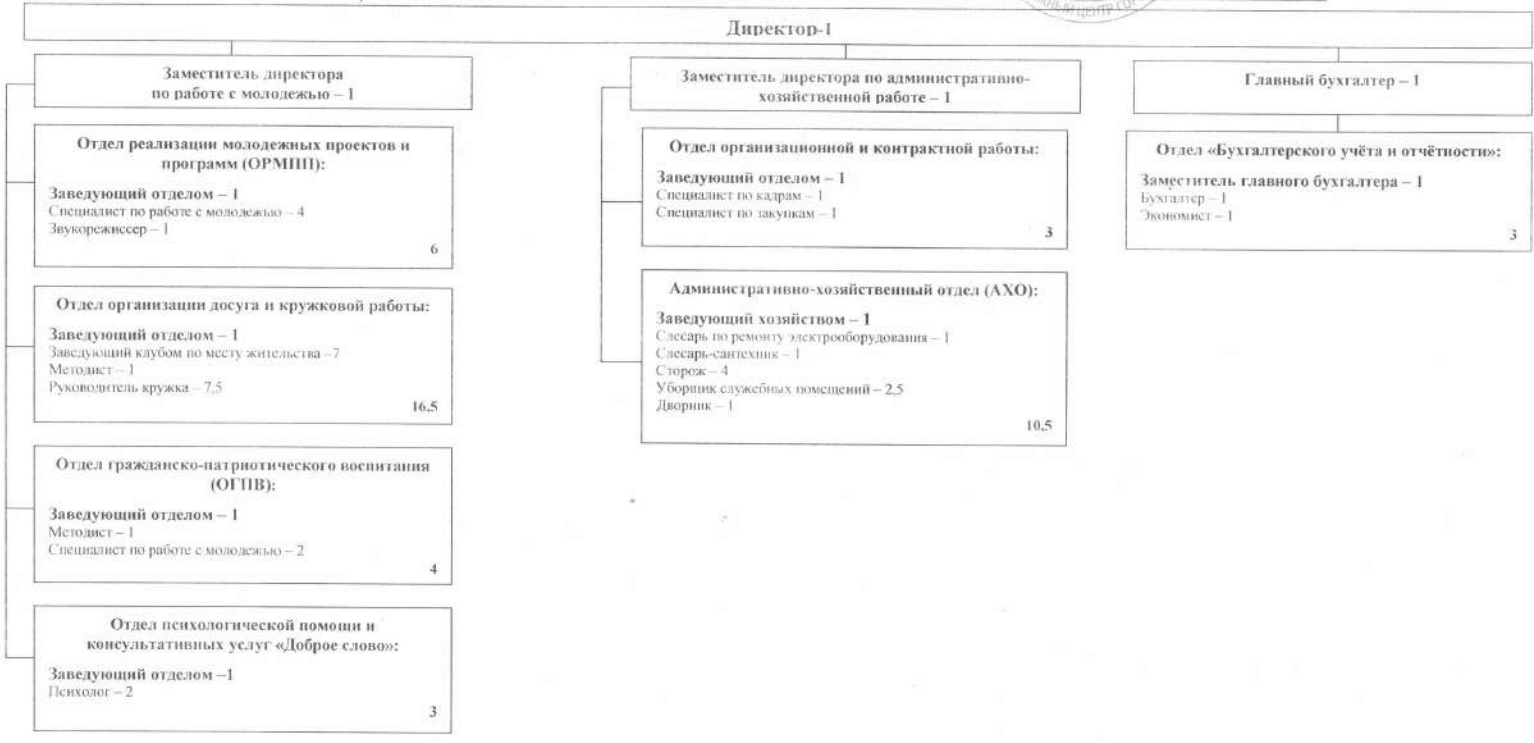 ЦЕНТР
Директор-1
Заместитель директора
по работе с молодежью – 1
Отдел реализации молодежных проектов и
программ (ОРМПП):
Заведующий отделом – 1
Специалист по работе с молодежью – 4
Звукорежиссер – 1
6
Отдел организации досуга и кружковой работы:
Заведующий отделом – 1
Заведующий клубом по месту жительства –7
Методист – 1
Руководитель кружка – 7,5
16,5
Отдел гражданско-патриотического воспитания
(ОГПВ):
Заведующий отделом – 1
Методист – 1
Специалист по работе с молодежью – 2
4
Отдел психологической помощи и
консультативных услуг «Доброе слово»:
Заведующий отделом –1
Психолог – 2
3
Заместитель директора по административно-
хозяйственной работе – 1
Отдел организационной и контрактной работы:
Заведующий отделом – 1
Специалист по кадрам – 1
Специалист по закупкам – 1
3
Административно-хозяйственный отдел (АХО):
Заведующий хозяйством – 1
Слесарь по ремонту электрооборудования – 1
Слесарь-сантехник – 1
Сторож – 4
Уборщик служебных помещений – 2,5
Дворник – 1
10,5
Главный бухгалтер – 1
Отдел «Бухгалтерского учёта и отчётности»:
Заместитель главного бухгалтера – 1
Бухгалтер – 1
Экономист – 1
3